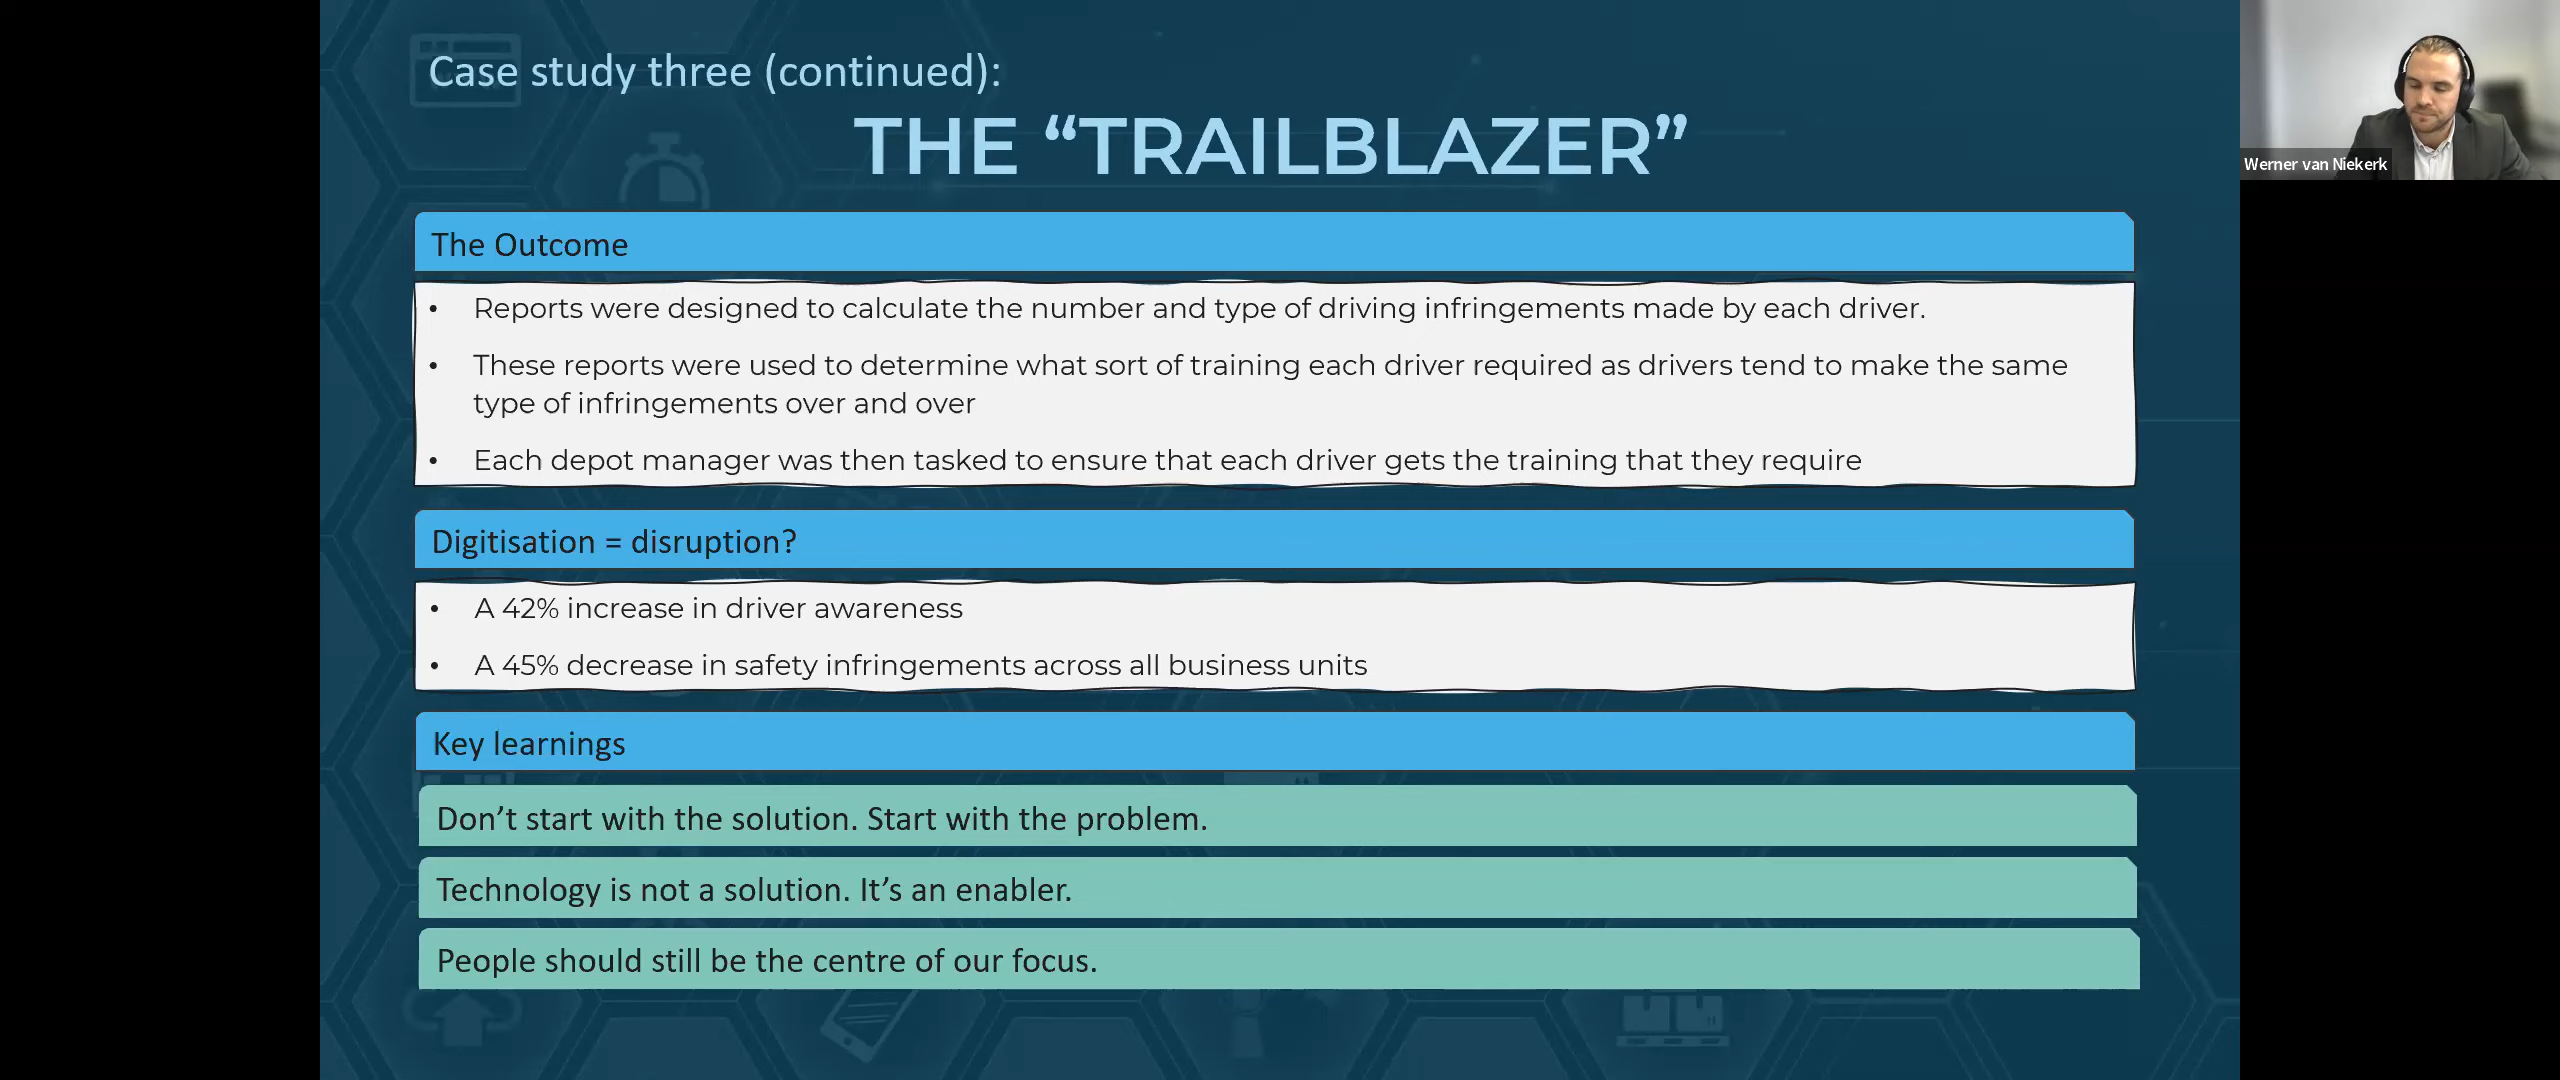 Case study three (continued):
THE “TRAILBLAZER”
Werner van Niekerk
The Outcome
• Reports were designed to calculate the number and type of driving infringements made by each driver.
• These reports were used to determine what sort of training each driver required as drivers tend to make the same
type of infringements over and over
• Each depot manager was then tasked to ensure that each driver gets the training that they require
Digitisation = disruption?
• A 42% increase in driver awareness
• A 45% decrease in safety infringements across all business units
Key learnings
Don’t start with the solution. Start with the problem.
Technology is not a solution. It’s an enabler.
People should still be the centre of our focus.